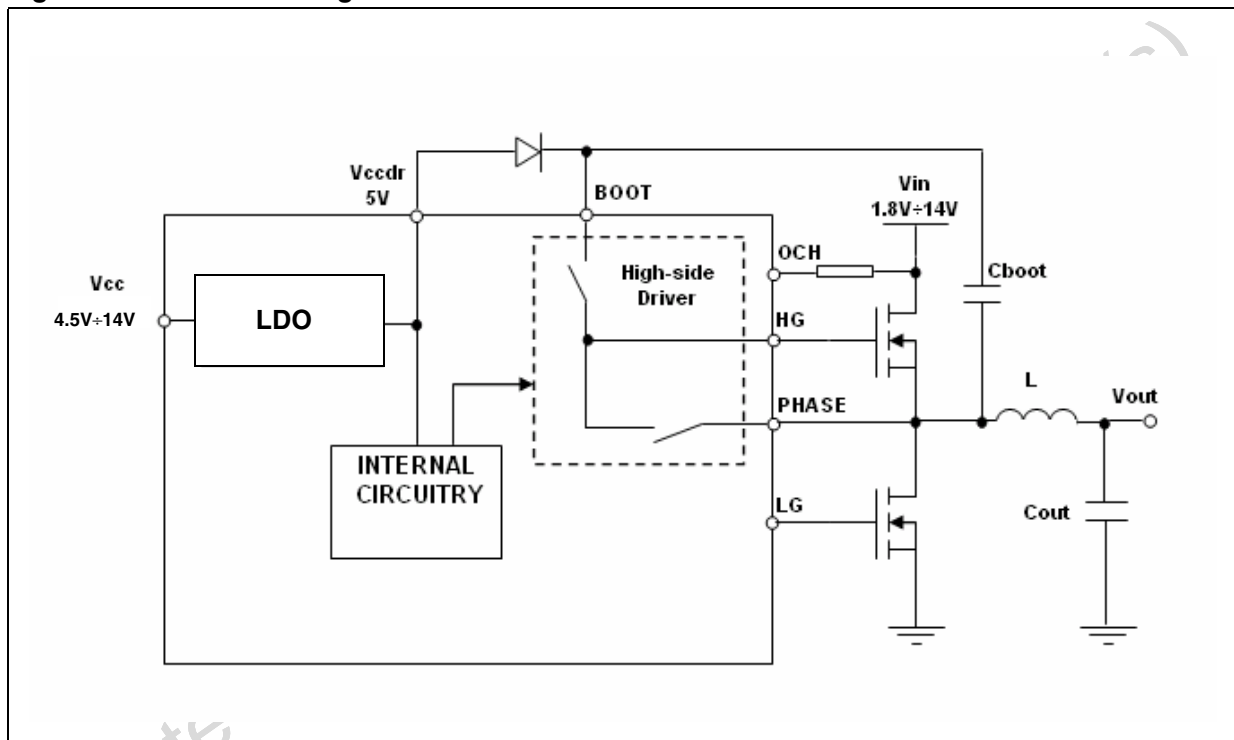 Vccdr
5V
BOOT
Vin
1.8V÷14V
OCH
High-side
Driver
Cboot
Vcc
4.5V÷14V
LDO
HG
L
Vout
PHASE
INTERNAL
CIRCUITRY
LG
Cout